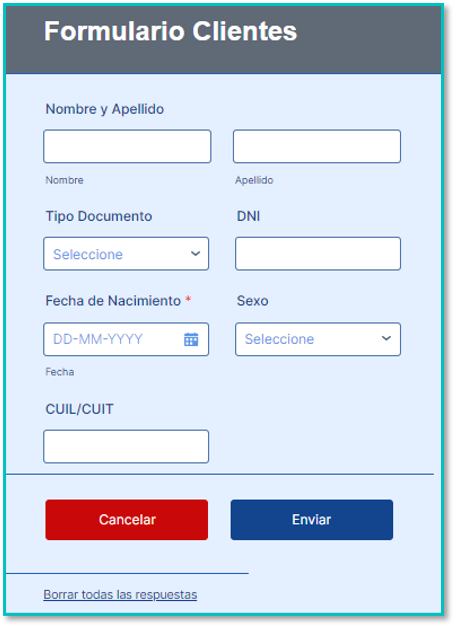 Formulario Clientes
Nombre y Apellido
Nombre Apellido
Tipo Documento DNI
Seleccione
Fecha de Nacimiento * Sexo
DD-MM-YYYY Seleccione
Fecha
CUIL/CUIT
Cancelar Enviar
Borrar todas las respuestas